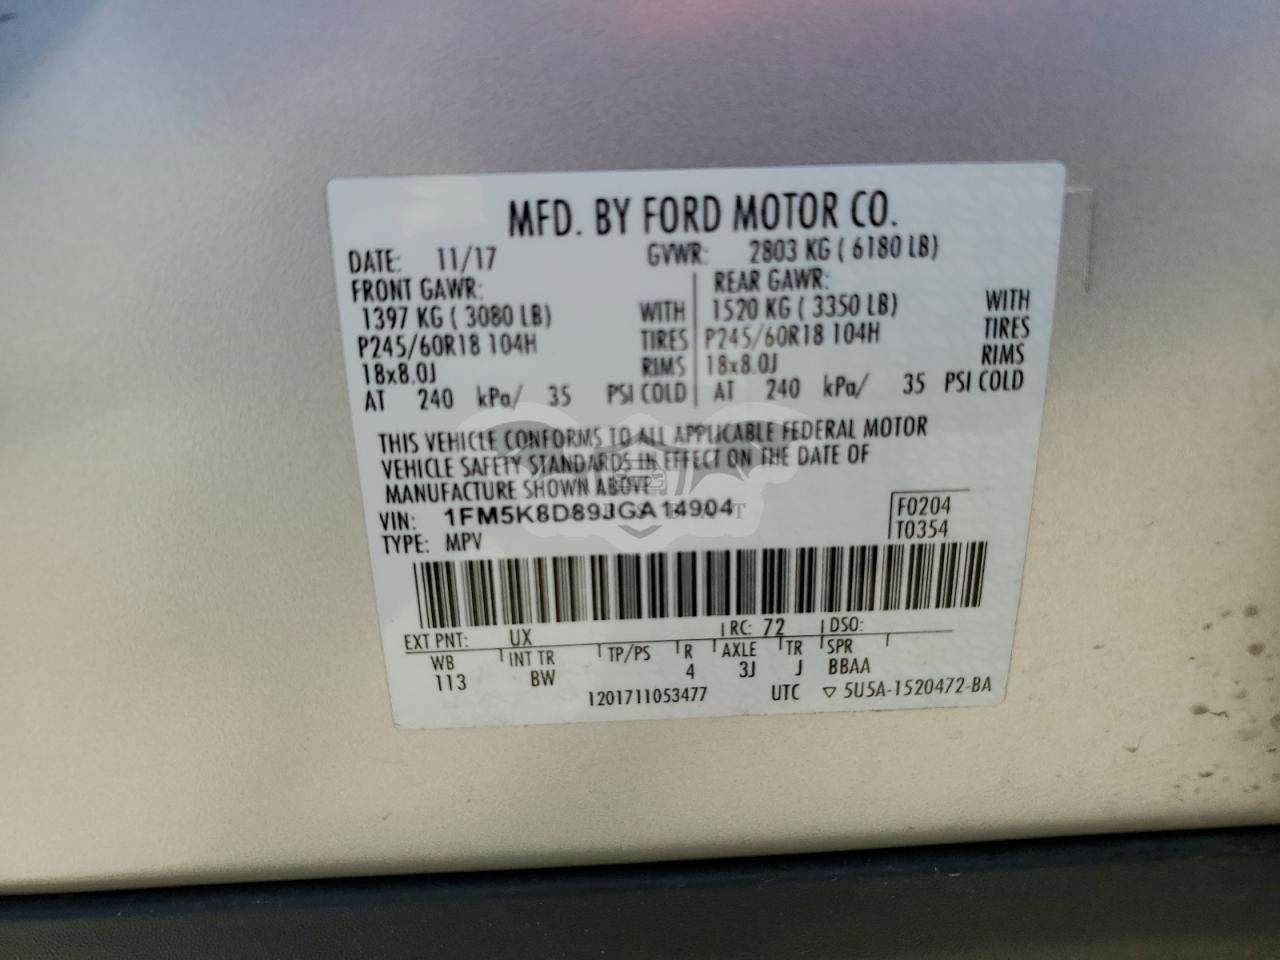 MFD. BY FORD MOTOR CO.
DATE: 11/17 GVWR: 2803 KG ( 6180 LB)
FRONT GAWR: REAR GAWR:
1397 KG ( 3080 LB) WITH 1520 KG ( 3350 LB) WITH
P245/60R18 104H TIRES P245/60R18 104H TIRES
18x8.0J RIMS 18x8.0J RIMS
AT 240 kPa/ 35 PSI COLD AT 240 kPa/ 35 PSI COLD
THIS VEHICLE CONFORMS TO ALL APPLICABLE FEDERAL MOTOR
VEHICLE SAFETY STANDARDS IN EFFECT ON THE DATE OF
MANUFACTURE SHOWN ABOVE
VIN: 1FM5K8D89JGA14904 F0204
TYPE: MPV T0354
EXT PNT: UX RC: 72 DSO:
WB INT TR TP/PS R AXLE TR SPR
113 BW 4 3J J BBAA
1201711053477 UTC ▽ 5U5A-1520472-BA